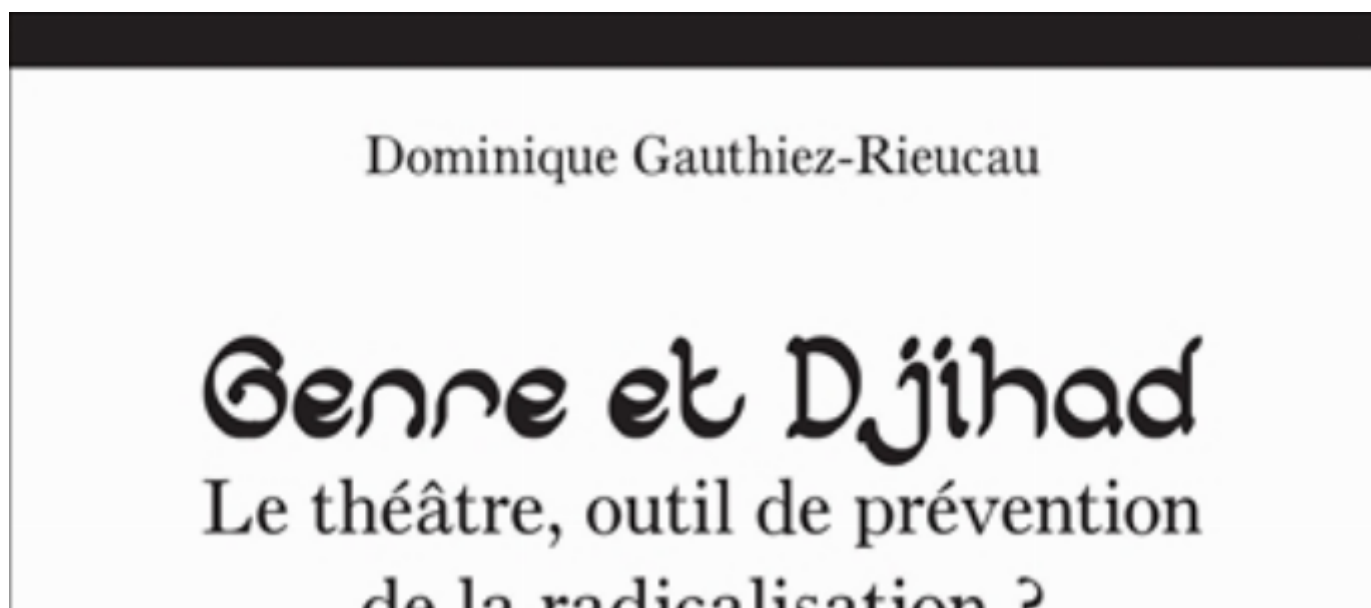 Dominique Gauthiez-Rieucau
Genre et Djihad
Le théâtre, outil de prévention
de la radicalisation ?